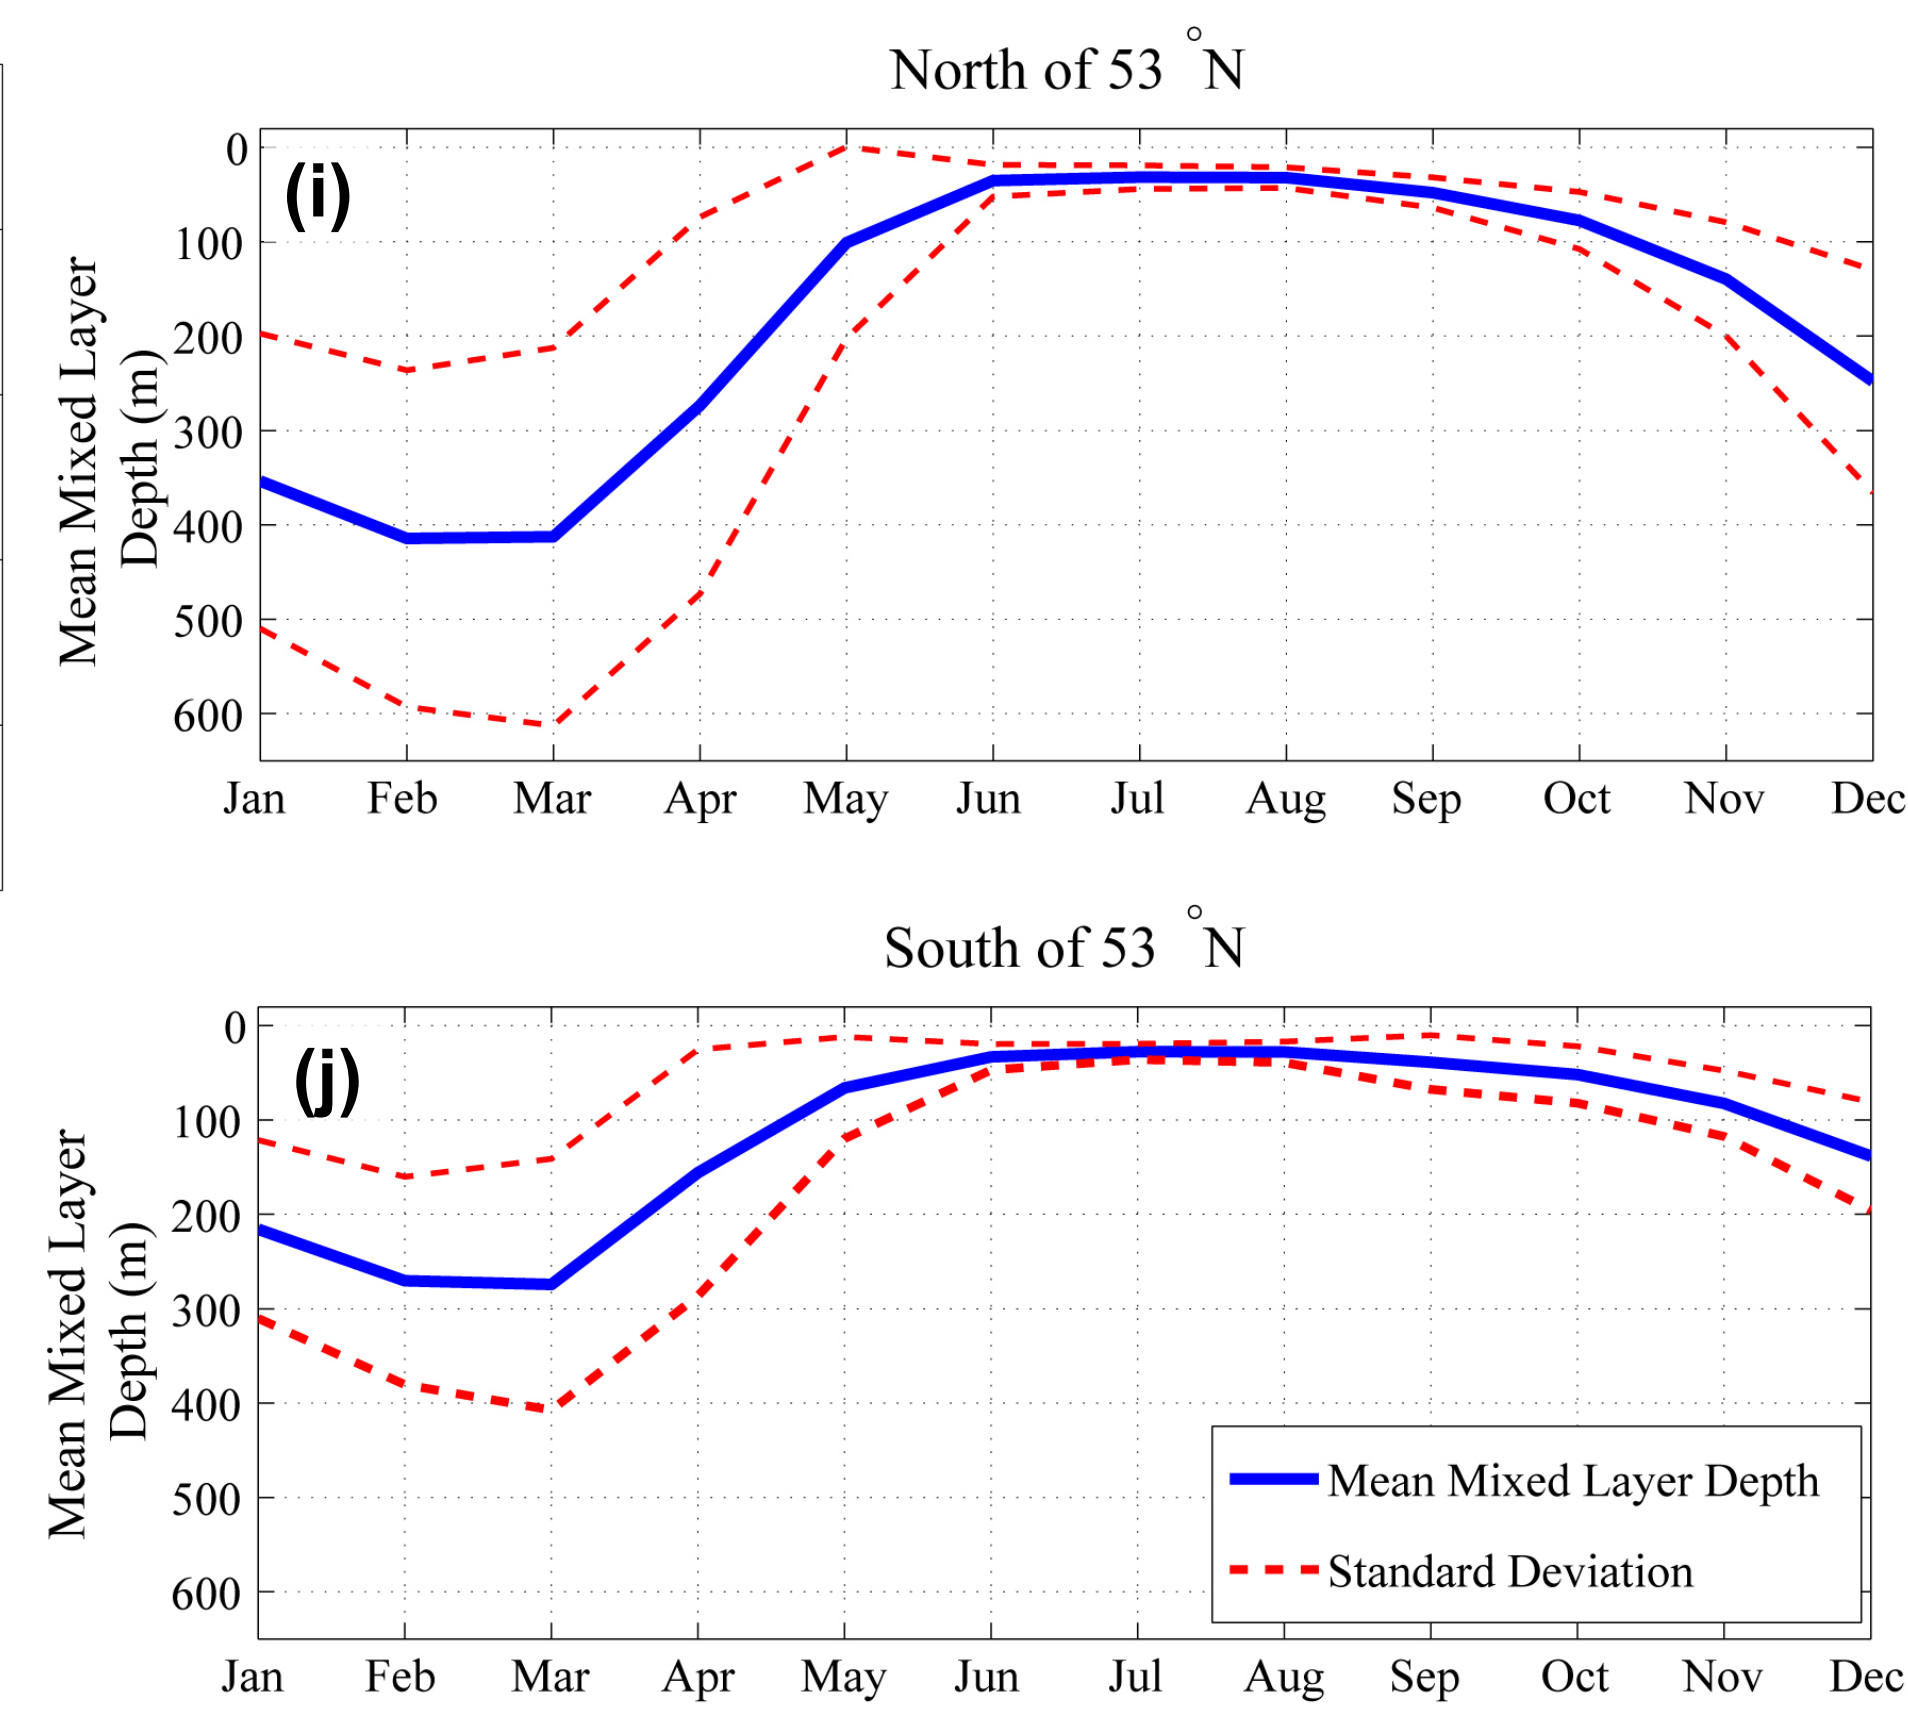 North of 53 °N
(i)
Mean Mixed Layer
Depth (m)
0
100
200
300
400
500
600
Jan Feb Mar Apr May Jun Jul Aug Sep Oct Nov Dec
South of 53 °N
(j)
Mean Mixed Layer
Depth (m)
0
100
200
300
400
500
600
Mean Mixed Layer Depth
Standard Deviation
Jan Feb Mar Apr May Jun Jul Aug Sep Oct Nov Dec